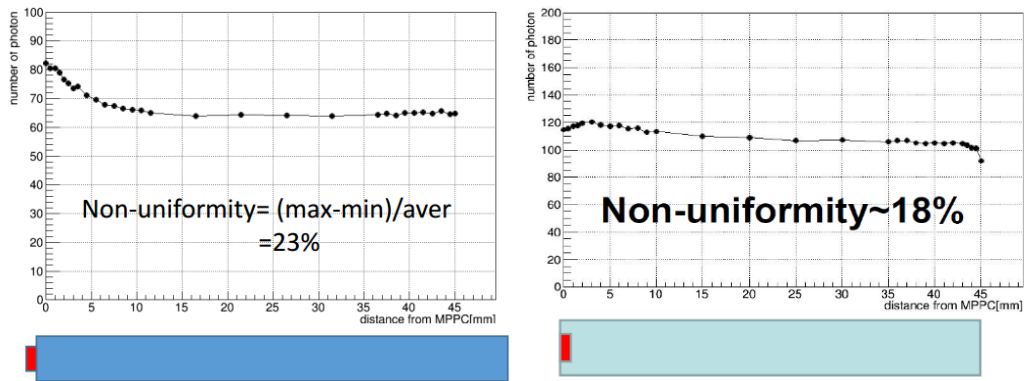 number of photon
100
90
80
70
60
50
40
30
20
10
0
Non-uniformity= (max-min)/aver
=23%
0 5 10 15 20 25 30 35 40 45
distance from MPPC[mm]
number of photon
200
180
160
140
120
100
80
60
40
20
0
Non-uniformity~18%
0 5 10 15 20 25 30 35 40 45
distance from MPPC[mm]